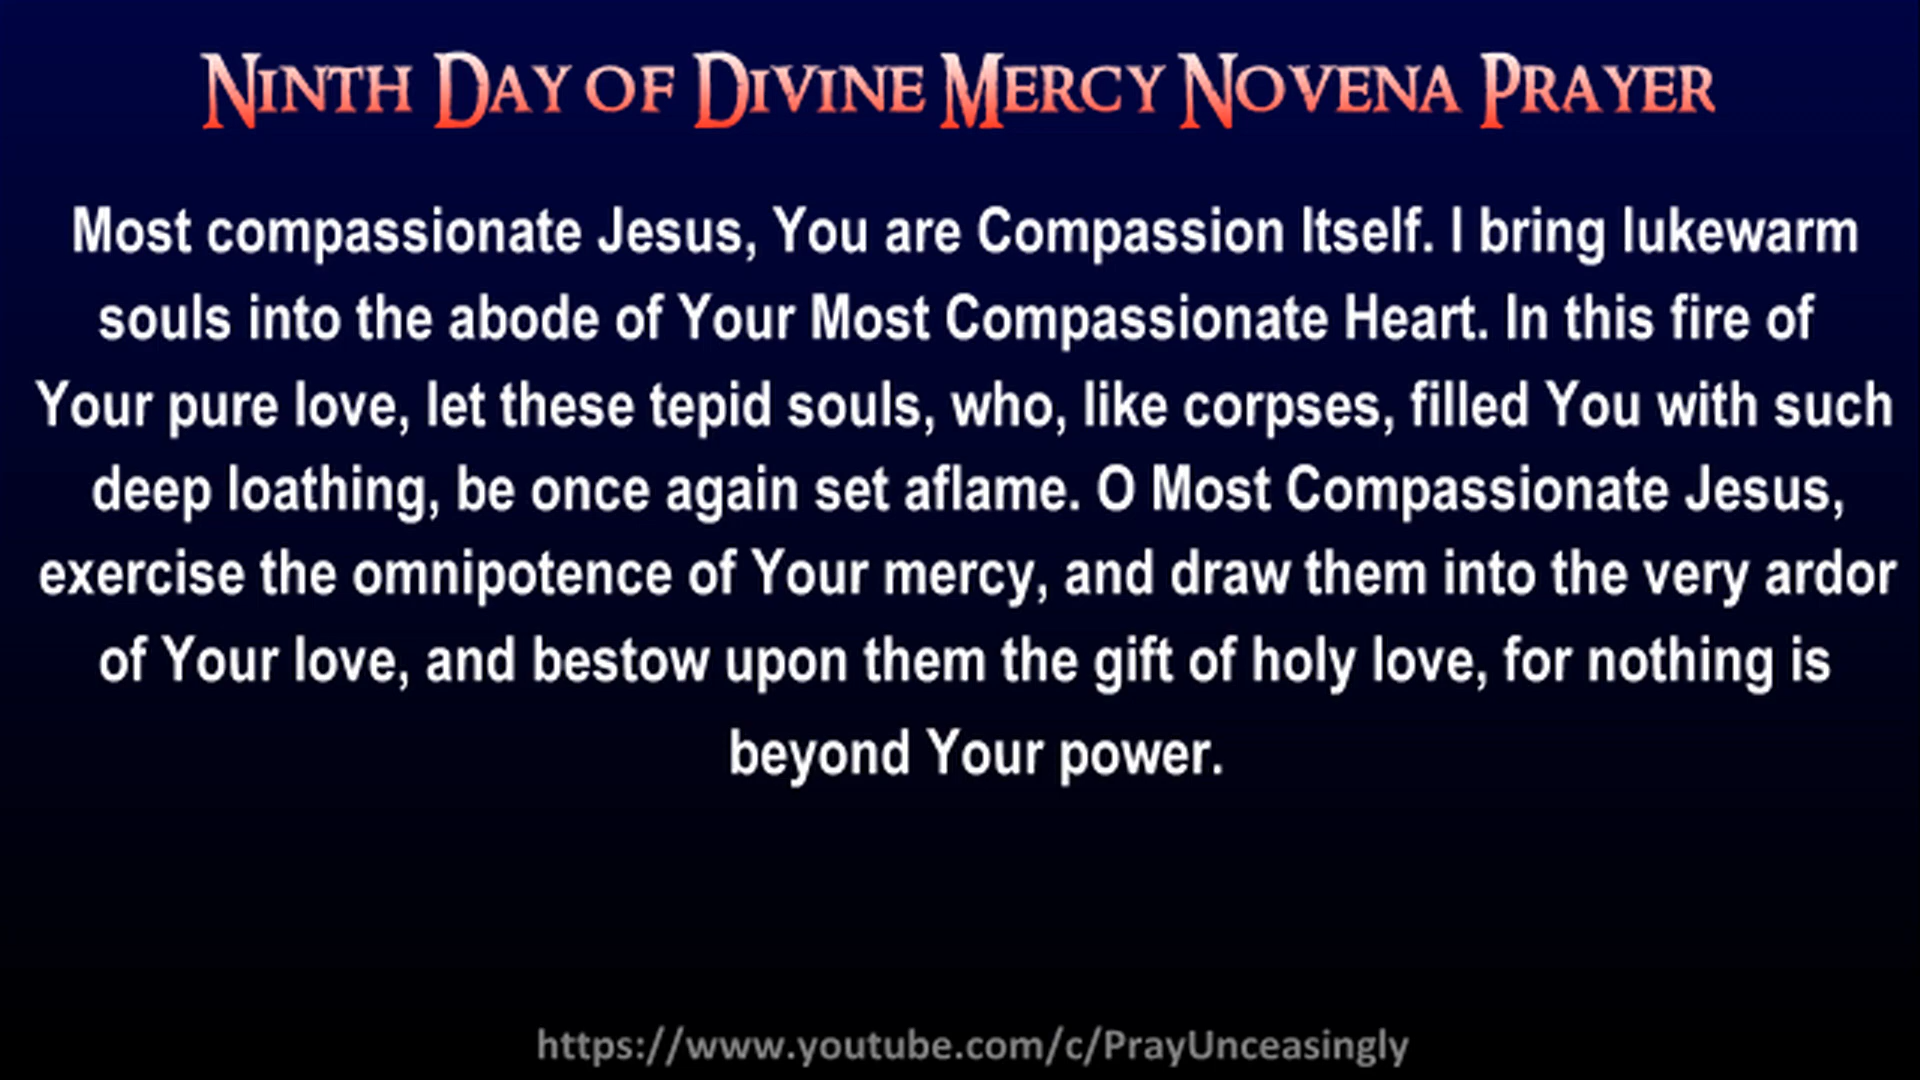 Ninth Day of Divine Mercy Novena Prayer
Most compassionate Jesus, You are Compassion Itself. I bring lukewarm
souls into the abode of Your Most Compassionate Heart. In this fire of
Your pure love, let these tepid souls, who, like corpses, filled You with such
deep loathing, be once again set aflame. O Most Compassionate Jesus,
exercise the omnipotence of Your mercy, and draw them into the very ardor
of Your love, and bestow upon them the gift of holy love, for nothing is
beyond Your power.
https://www.youtube.com/c/PrayUnceasingly